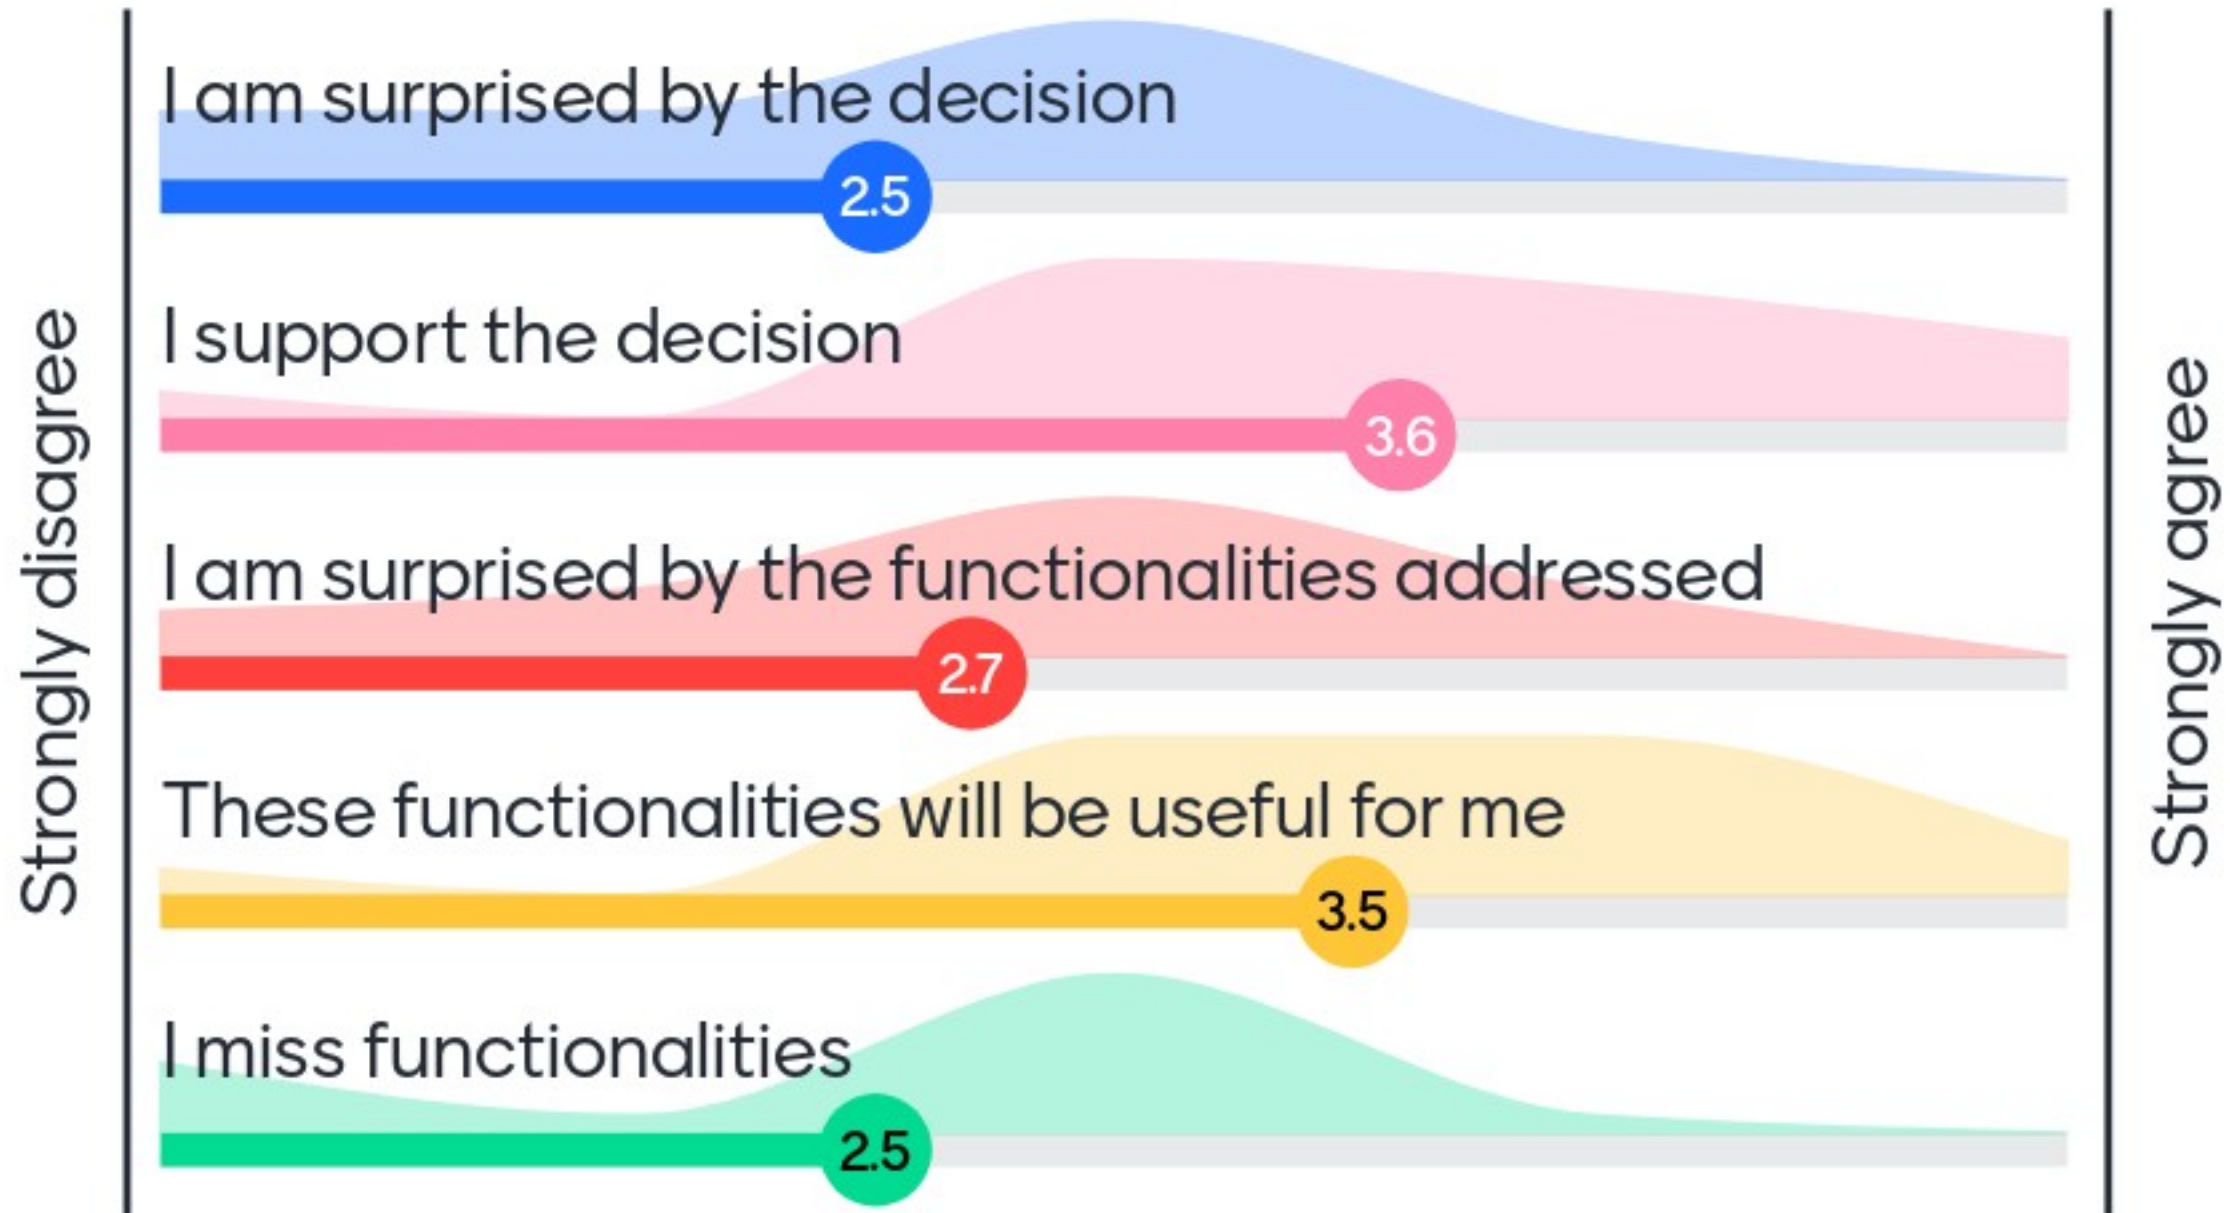 Strongly disagree
I am surprised by the decision
2.5
I support the decision
3.6
I am surprised by the functionalities addressed
2.7
These functionalities will be useful for me
3.5
I miss functionalities
2.5
Strongly agree